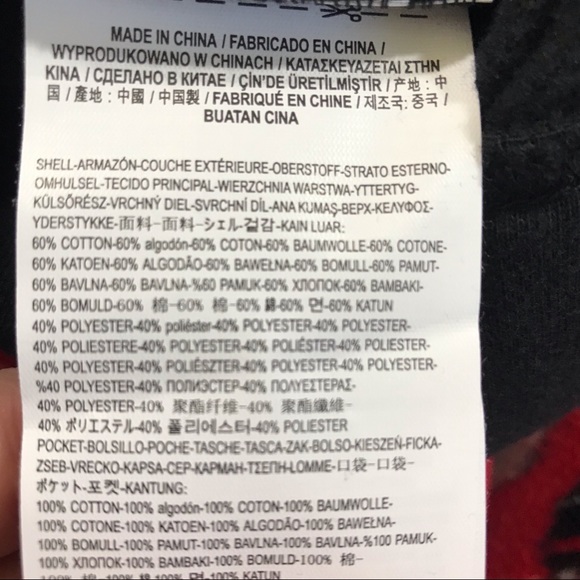 MADE IN CHINA / FABRICADO EN CHINA /
WYPRODUKOWANO W CHINACH / ΚΑΤΑΣΚΕΥΑΖΕΤΑΙ ΣΤΗΝ
ΚΙΝΑ / СДЕЛАНО В КИТАЕ / ÇİN'DE ÜRETİLMİŞTİR / 产地 : 中
国 / 產地 : 中國 / 中国製 / FABRIQUÉ EN CHINE / 제조국: 중국 /
BUATAN CINA
SHELL-ARMAZÓN-COUCHE EXTÉRIEURE-OBERSTOFF-STRATO ESTERNO-
OMHULSEL-TECIDO PRINCIPAL-WIERZCHNIA WARSTWA-YTTERTYG-
KÜLSŐRÉSZ-VRCHNÝ DIEL-SVRCHNÍ DÍL-ANA KUMAŞ-ВЕРХ-ΚΕΛΥΦΟΣ-
YDERSTYKKE-面料-面料-シェル-겉감-KAIN LUAR:
60% COTTON-60% algodón-60% COTON-60% BAUMWOLLE-60% COTONE-
60% KATOEN-60% ALGODÃO-60% BAWEŁNA-60% BOMULL-60% PAMUT-
60% BAVLNA-60% BAVLNA-%60 PAMUK-60% ХЛОПОК-60% ΒΑΜΒΑΚΙ-
60% BOMULD-60% 棉-60% 棉-60% 綿-60% 면-60% KATUN
40% POLYESTER-40% poliéster-40% POLYESTER-40% POLYESTER-
40% POLIESTERE-40% POLYESTER-40% POLIÉSTER-40% POLIESTER-
40% POLYESTER-40% POLIÉSZTER-40% POLYESTER-40% POLYESTER-
%40 POLYESTER-40% ПОЛИЭСТЕР-40% ΠΟΛΥΕΣΤΕΡΑΣ-
40% POLYESTER-40% 聚酯纤维-40% 聚酯纖維-
40% ポリエステル-40% 폴리에스터-40% POLIESTER
POCKET-BOLSILLO-POCHE-TASCHE-TASCA-ZAK-BOLSO-KIESZEŃ-FICKA-
ZSEB-VRECKO-KAPSA-CEP-КАРМАН-ΤΣΕΠΗ-LOMME-口袋-口袋-
ポケット-포켓-KANTUNG:
100% COTTON-100% algodón-100% COTON-100% BAUMWOLLE-
100% COTONE-100% KATOEN-100% ALGODÃO-100% BAWEŁNA-
100% BOMULL-100% PAMUT-100% BAVLNA-100% BAVLNA-%100 PAMUK-
100% ХЛОПОК-100% ΒΑΜΒΑΚΙ-100% BOMULD-100% 棉-
100% 棉-100% 綿-100% 면-100% KATUN